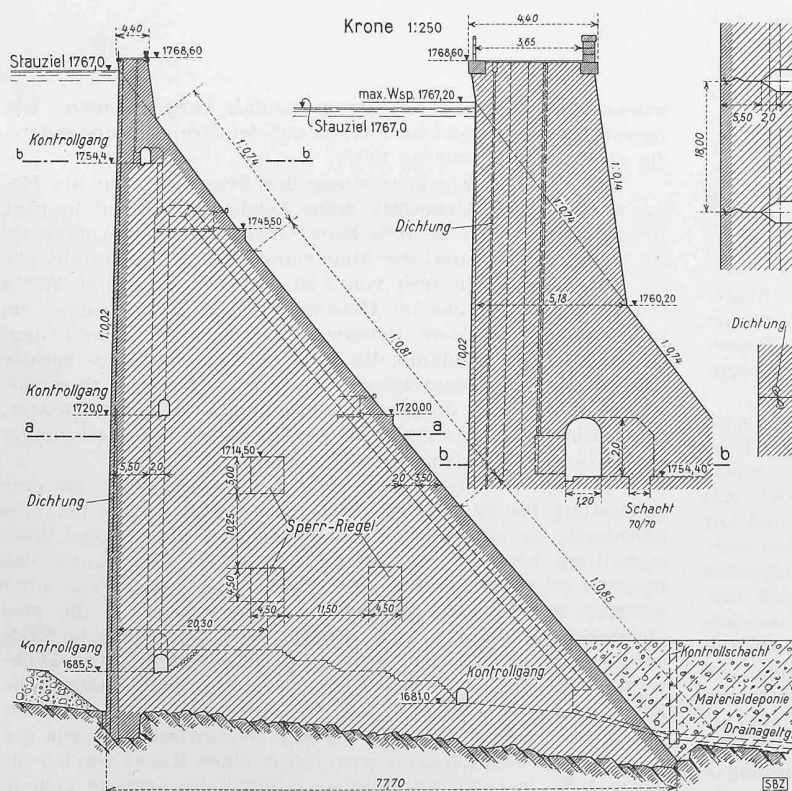 Krone 1:250
4,40
1768,60
Stauziel 1767,0
Kontrollgang
b
b
1754,4
1:0,74
1745,50
1:0,02
1:0,82
Kontrollgang
1720,0
1720,00
a
a
5,50
2,0
1714,50
5,00
2,0
3,50
Dichtung
Sperr-Riegel
10,25
4,50
4,50
11,50
4,50
20,30
1:0,85
Kontrollgang
1685,5
Kontrollgang
1681,0
77,70
4,40
3,65
1768,60
max. Wsp. 1767,20
Stauziel 1767,0
1:0,14
1:0,74
Dichtung
5,18
1760,20
1:0,02
1:0,74
2,0
b
b
1754,40
1,20
Schacht
70/70
5,50
2,0
18,00
Dichtung
Kontrollschacht
Materialdeponie
Drainageltg.
SBZ